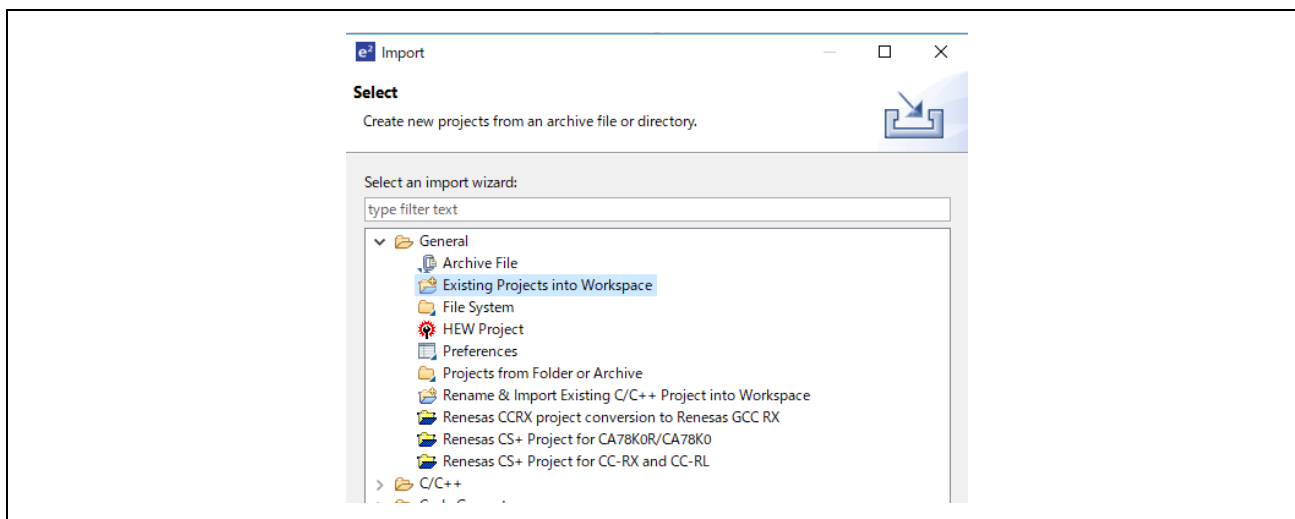 e² Import
Select
Create new projects from an archive file or directory.
Select an import wizard:
type filter text
General
Archive File
Existing Projects into Workspace
File System
HEW Project
Preferences
Projects from Folder or Archive
Rename & Import Existing C/C++ Project into Workspace
Renesas CCRX project conversion to Renesas GCC RX
Renesas CS+ Project for CA78K0R/CA78K0
Renesas CS+ Project for CC-RX and CC-RL
C/C++